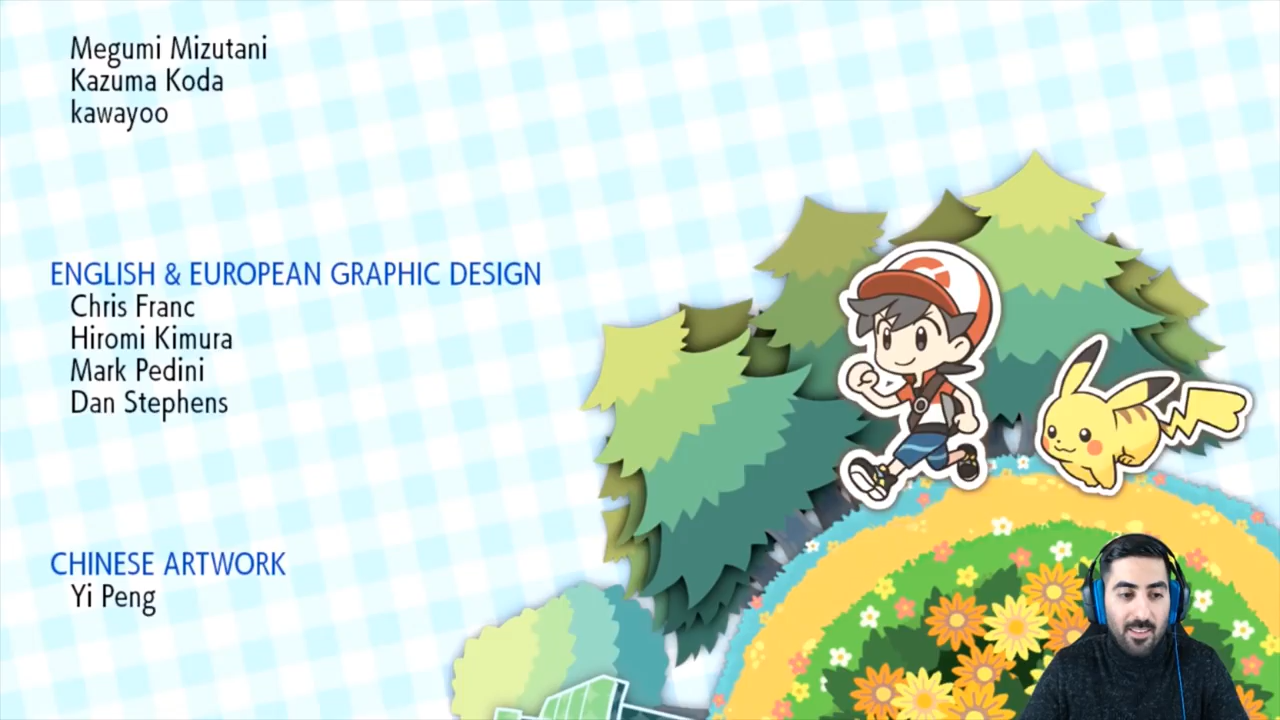 Megumi Mizutani
Kazuma Koda
kawayoo
ENGLISH & EUROPEAN GRAPHIC DESIGN
Chris Franc
Hiromi Kimura
Mark Pedini
Dan Stephens
CHINESE ARTWORK
Yi Peng